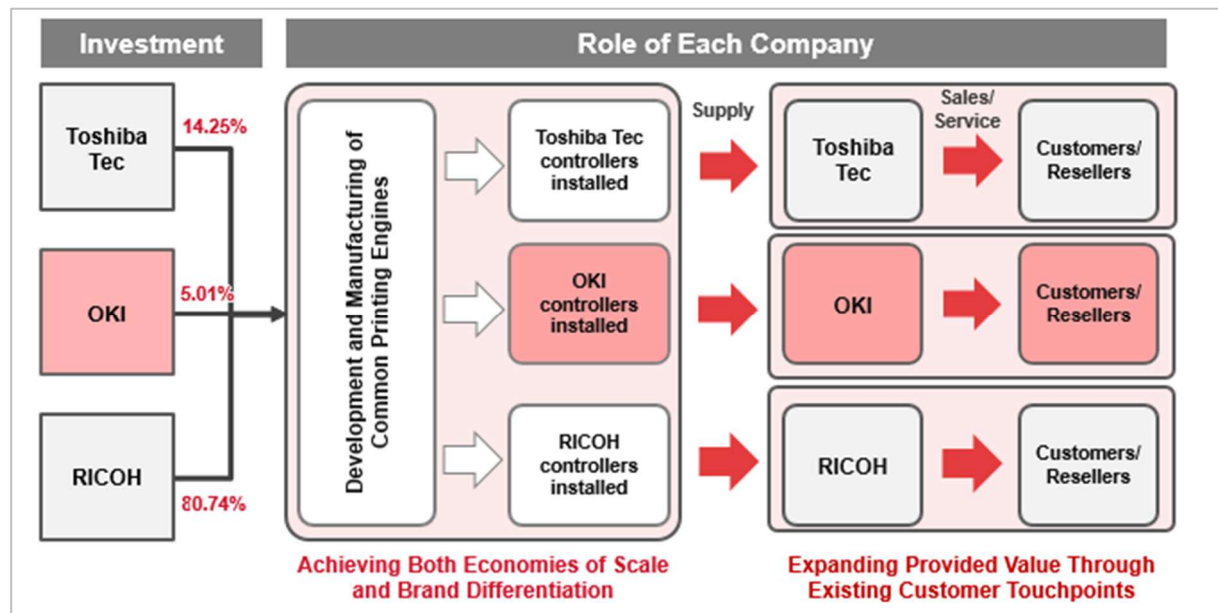 Investment
Role of Each Company
Toshiba
Tec
14.25%
OKI
5.01%
RICOH
80.74%
Development and Manufacturing of
Common Printing Engines
Toshiba Tec
controllers
installed
OKI
controllers
installed
RICOH
controllers
installed
Supply
Toshiba
Tec
Sales/
Service
Customers/
Resellers
OKI
Customers/
Resellers
RICOH
Customers/
Resellers
Achieving Both Economies of Scale
and Brand Differentiation
Expanding Provided Value Through
Existing Customer Touchpoints